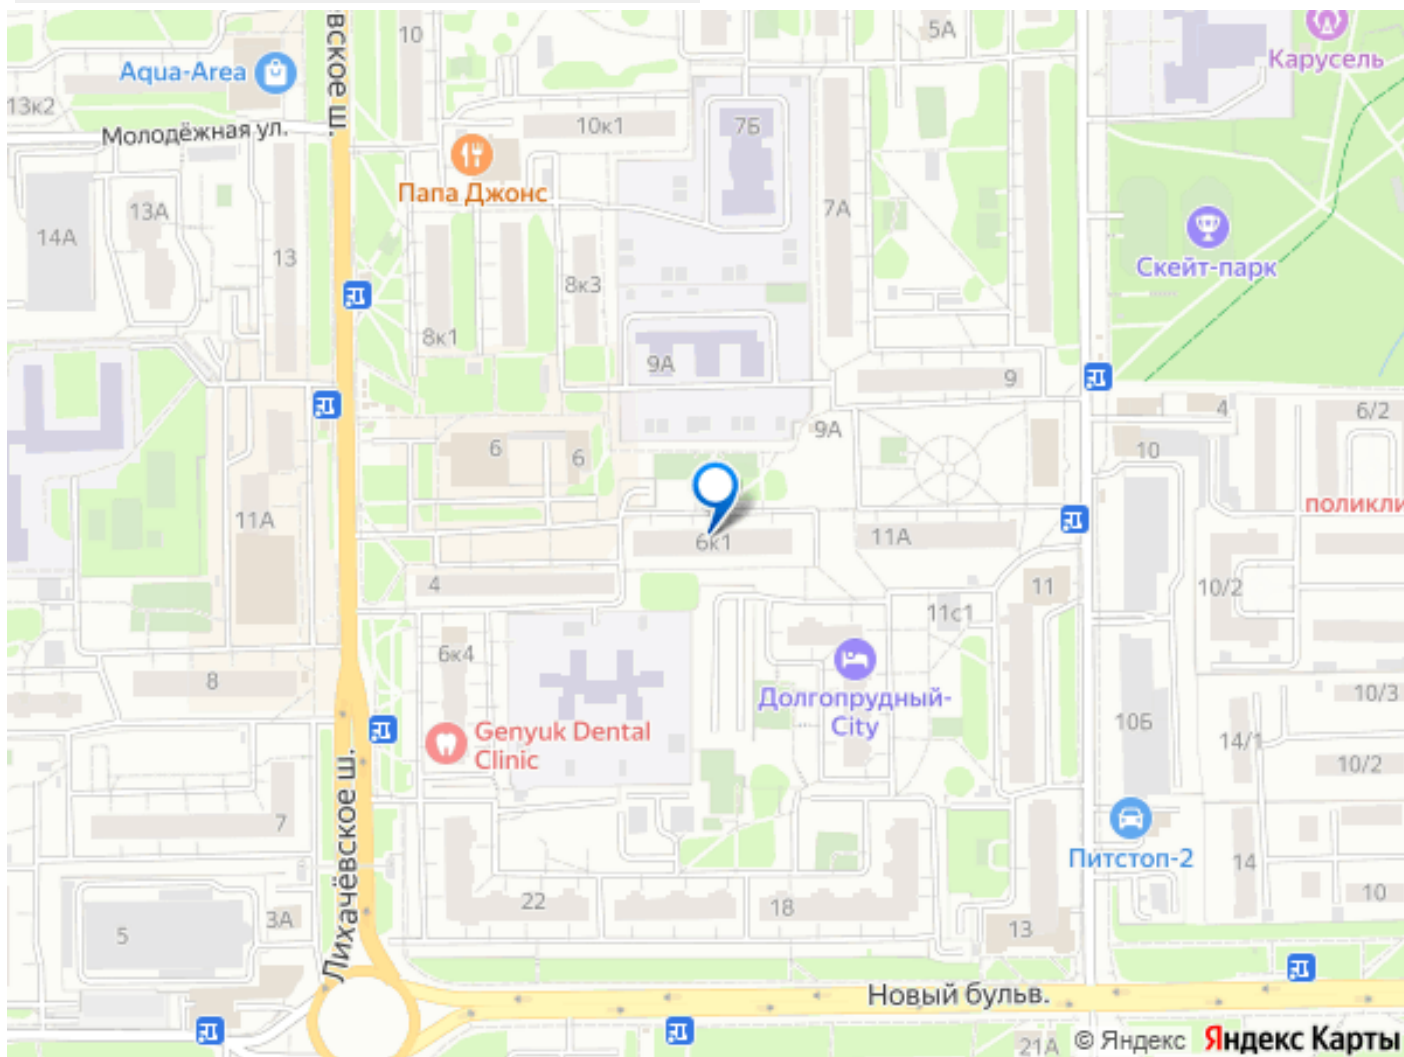 10
5А
Карусель
Aqua-Area
13к2
Молодёжная ул.
вское ш.
10к1
7Б
Папа Джонс
7А
13А
14А
13
8к3
Скейт-парк
8к1
9А
9
4
6/2
9А
6
6
10
11А
поликли
6к1
11А
4
11
10/2
11с1
6к4
8
Долгопрудный-
City
10/3
Genyuk Dental
Clinic
10Б
14/1
10/2
7
Лихачёвское ш.
Питстоп-2
14
10
22
18
3А
5
13
Новый бульв.
21А
© Яндекс Яндекс Карты